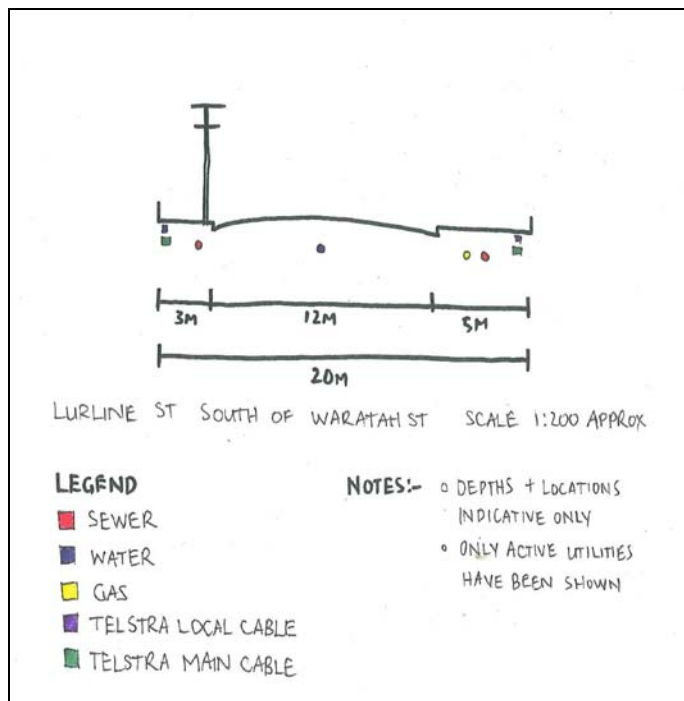 3M 12M 5M
20M
LURLINE ST SOUTH OF WARATAH ST SCALE 1:200 APPROX
LEGEND
SEWER
WATER
GAS
TELSTRA LOCAL CABLE
TELSTRA MAIN CABLE
NOTES:- o DEPTHS + LOCATIONS
INDICATIVE ONLY
o ONLY ACTIVE UTILITIES
HAVE BEEN SHOWN